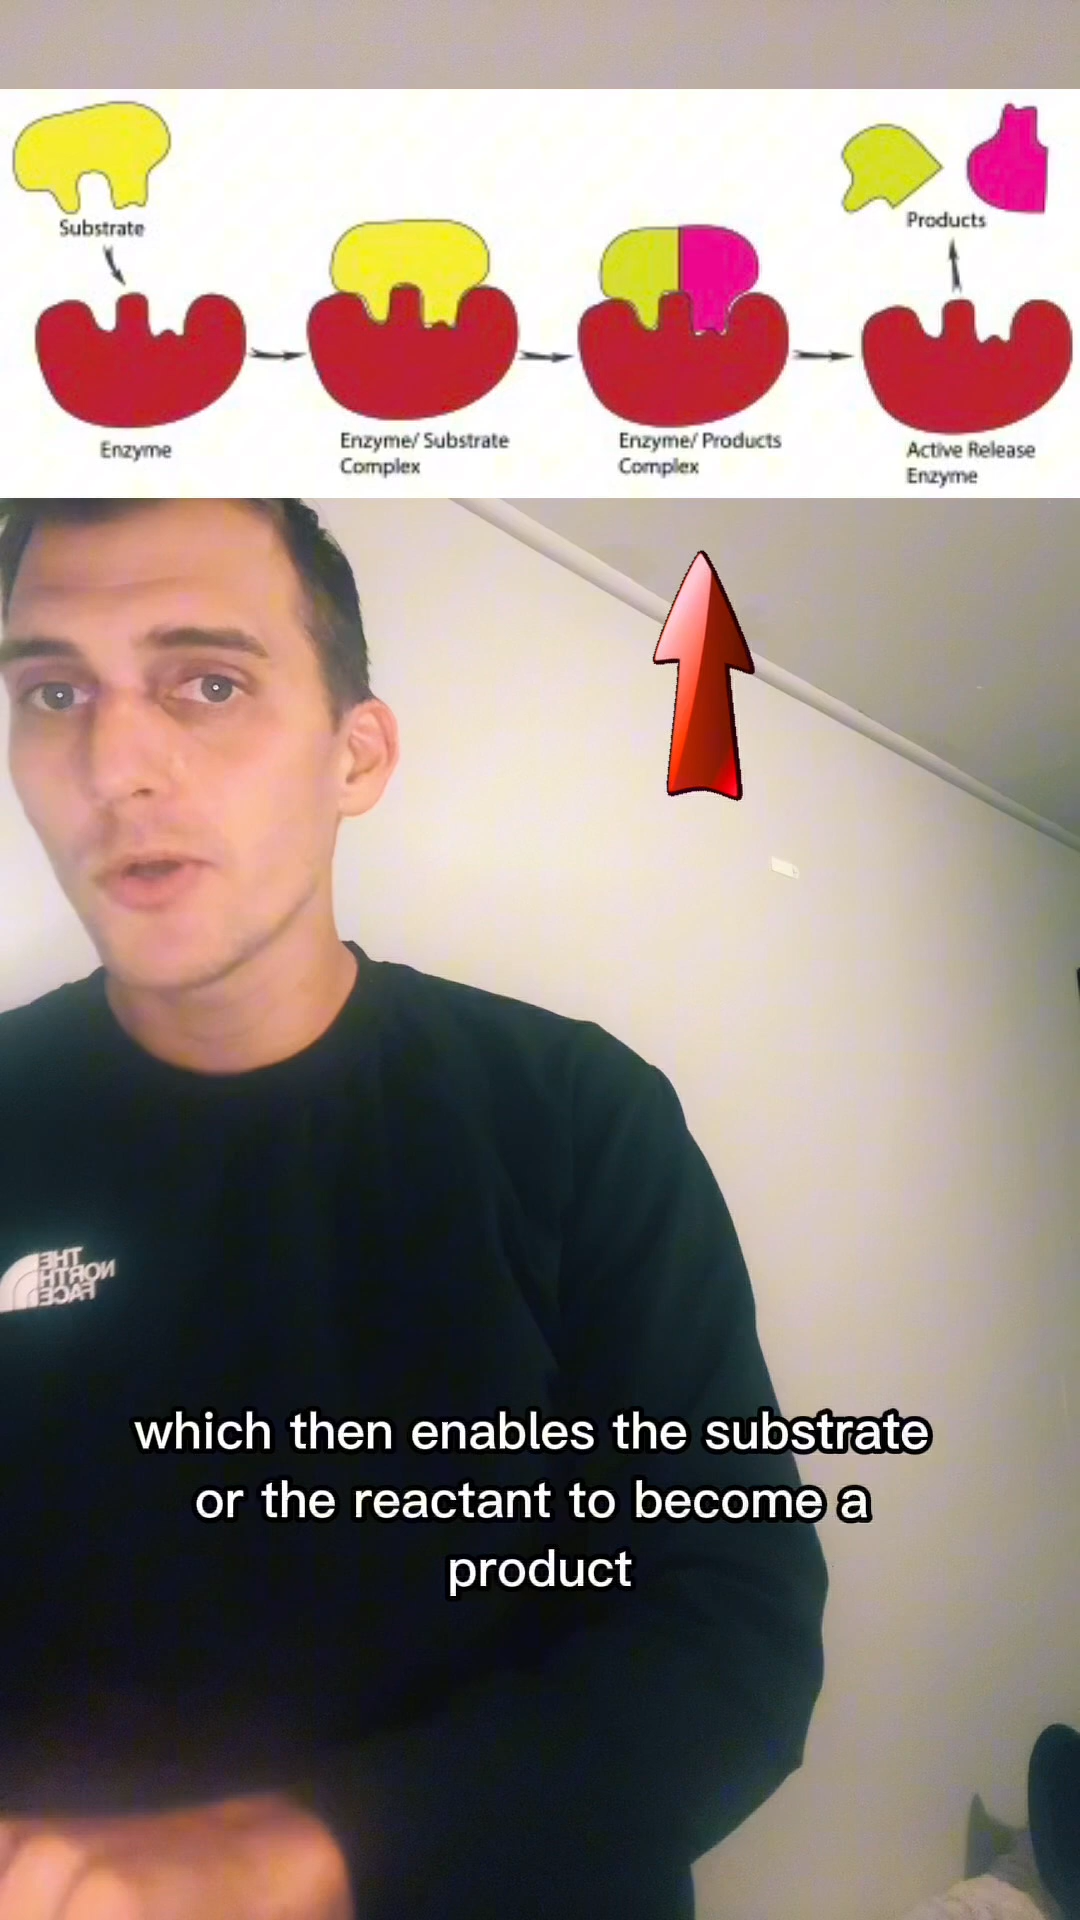 Substrate
Products
Enzyme
Enzyme/ Substrate
Complex
Enzyme/ Products
Complex
Active Release
Enzyme
THE
NORTH
FACE
which then enables the substrate
or the reactant to become a
product